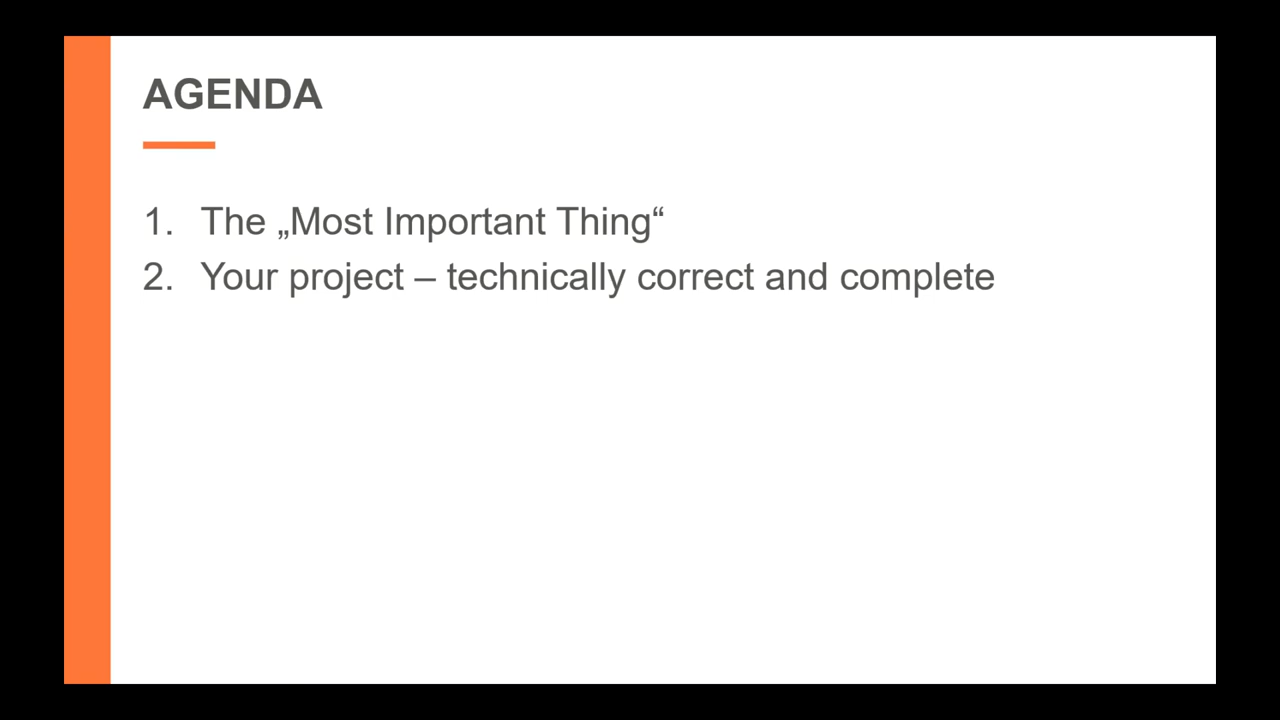 AGENDA
1. The „Most Important Thing“
2. Your project – technically correct and complete